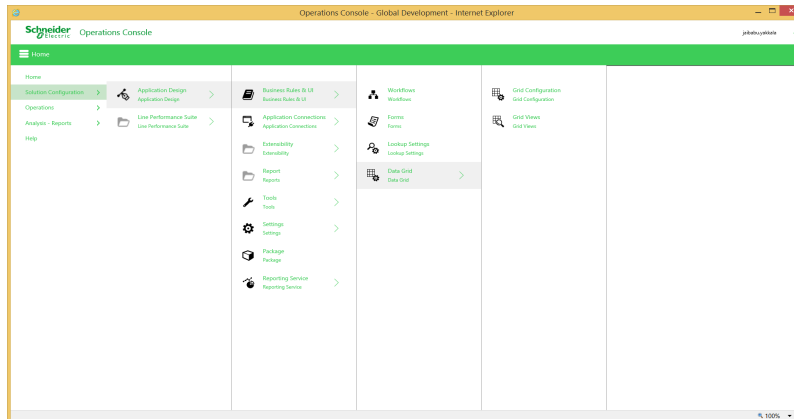 Operations Console - Global Development - Internet Explorer
Schneider Electric
Operations Console
jaibabu.yakkala
Home
Home
Solution Configuration
Operations
Analysis - Reports
Help
Application Design
Application Design
Line Performance Suite
Line Performance Suite
Business Rules & UI
Business Rules & UI
Application Connections
Application Connections
Extensibility
Extensibility
Report
Reports
Tools
Tools
Settings
Settings
Package
Package
Reporting Service
Reporting Service
Workflows
Workflows
Forms
Forms
Lookup Settings
Lookup Settings
Data Grid
Data Grid
Grid Configuration
Grid Configuration
Grid Views
Grid Views
100%